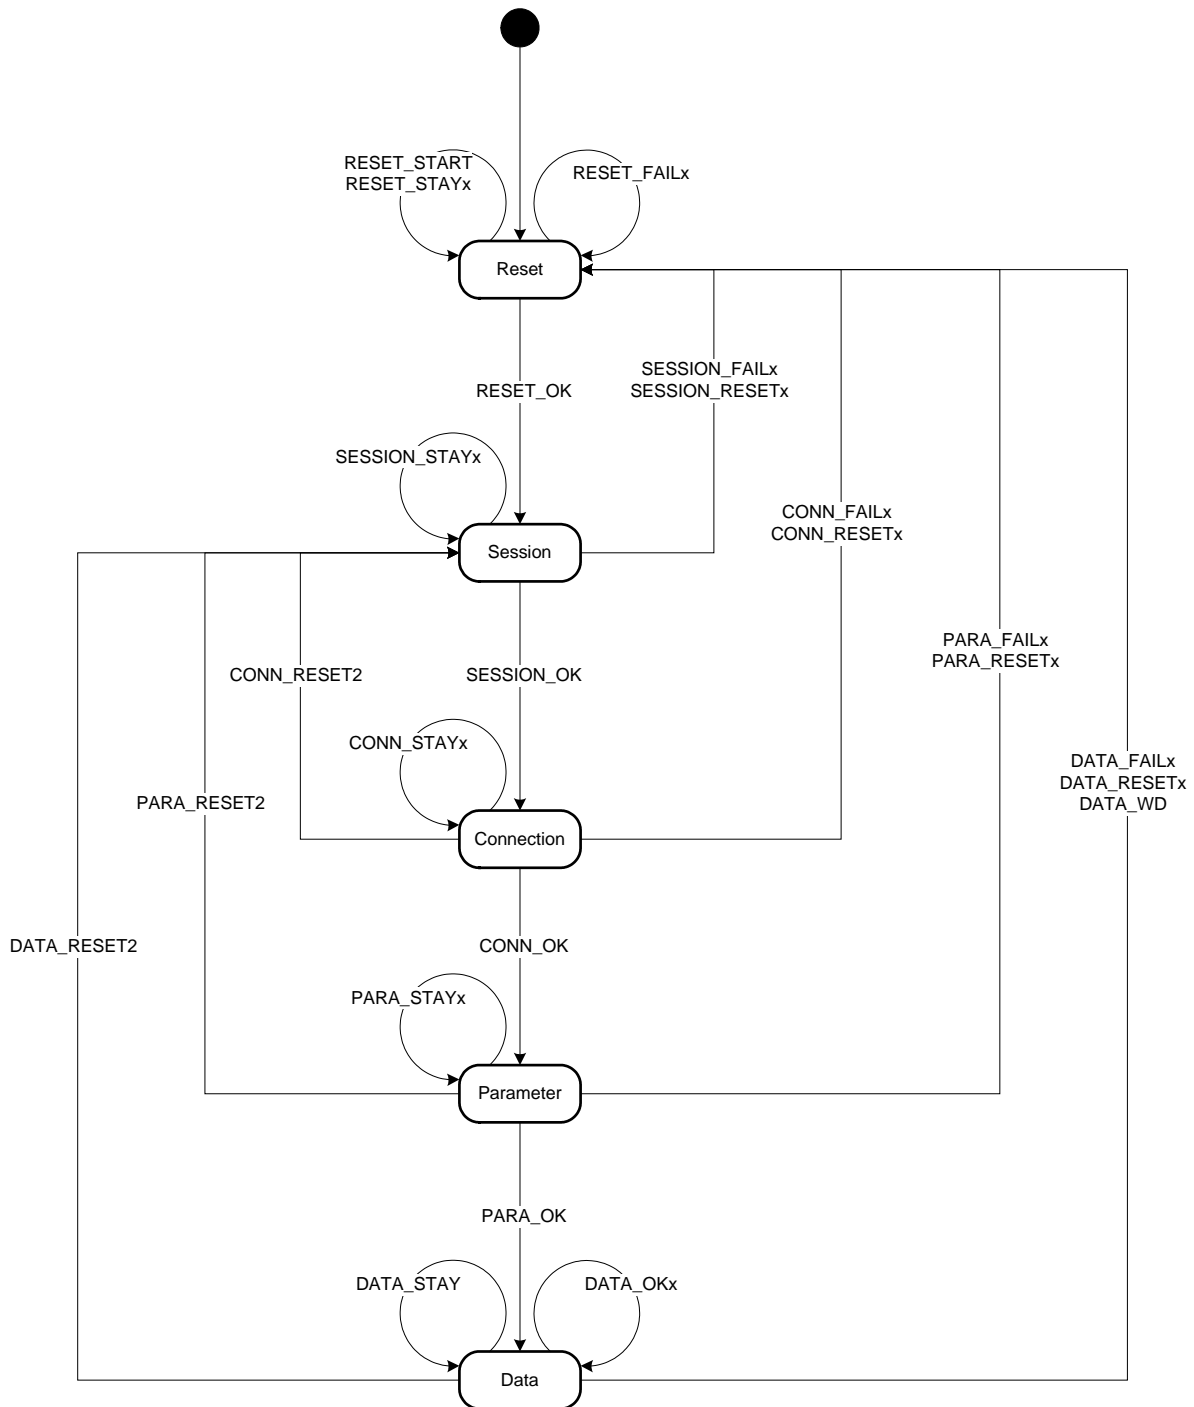 RESET_START
RESET_STAYx
RESET_FAILx
Reset
SESSION_FAILx
SESSION_RESETx
RESET_OK
SESSION_STAYx
CONN_FAILx
CONN_RESETx
Session
PARA_FAILx
PARA_RESETx
CONN_RESET2
SESSION_OK
CONN_STAYx
DATA_FAILx
DATA_RESETx
DATA_WD
PARA_RESET2
Connection
DATA_RESET2
CONN_OK
PARA_STAYx
Parameter
PARA_OK
DATA_STAY
DATA_OKx
Data